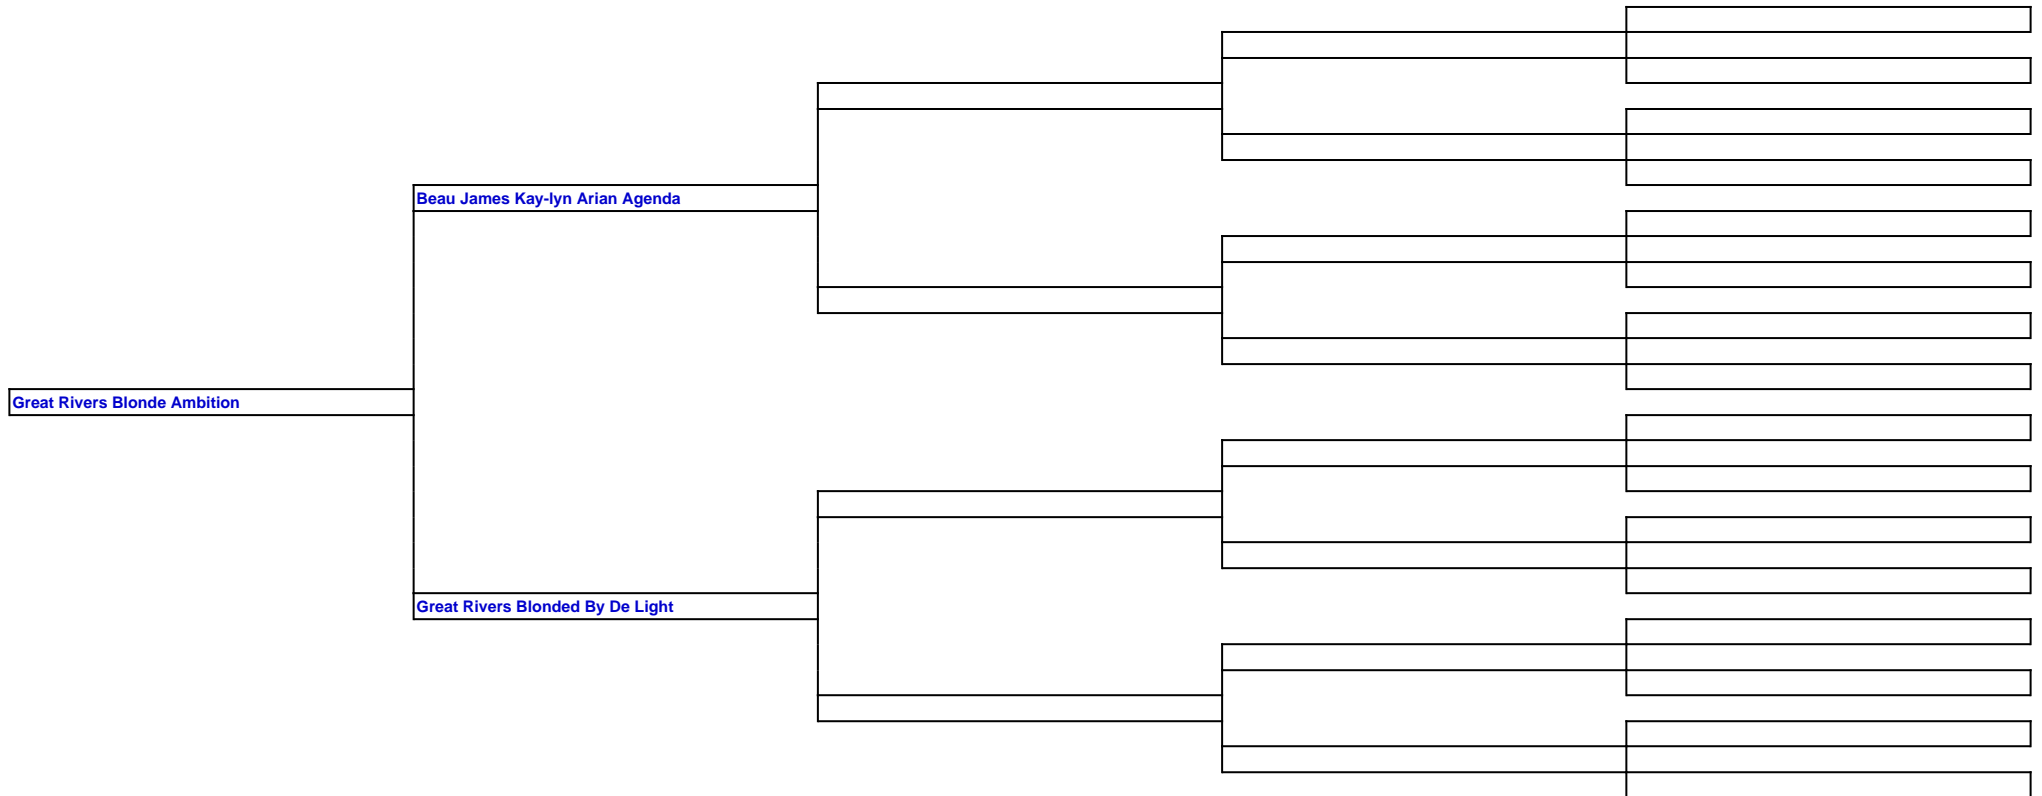 Beau James Kay-lyn Arian Agenda
Great Rivers Blonde Ambition
Great Rivers Blonded By De Light